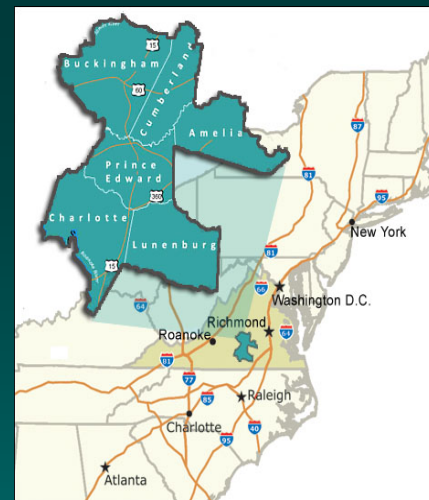 15
Buckingham
60
Cumberland
Amelia
Prince
Edward
360
Charlotte
Lunenburg
15
87
81
95
New York
81
66
Washington D.C.
64
Richmond
64
Roanoke
81
77
85
Raleigh
Charlotte
40
95
Atlanta